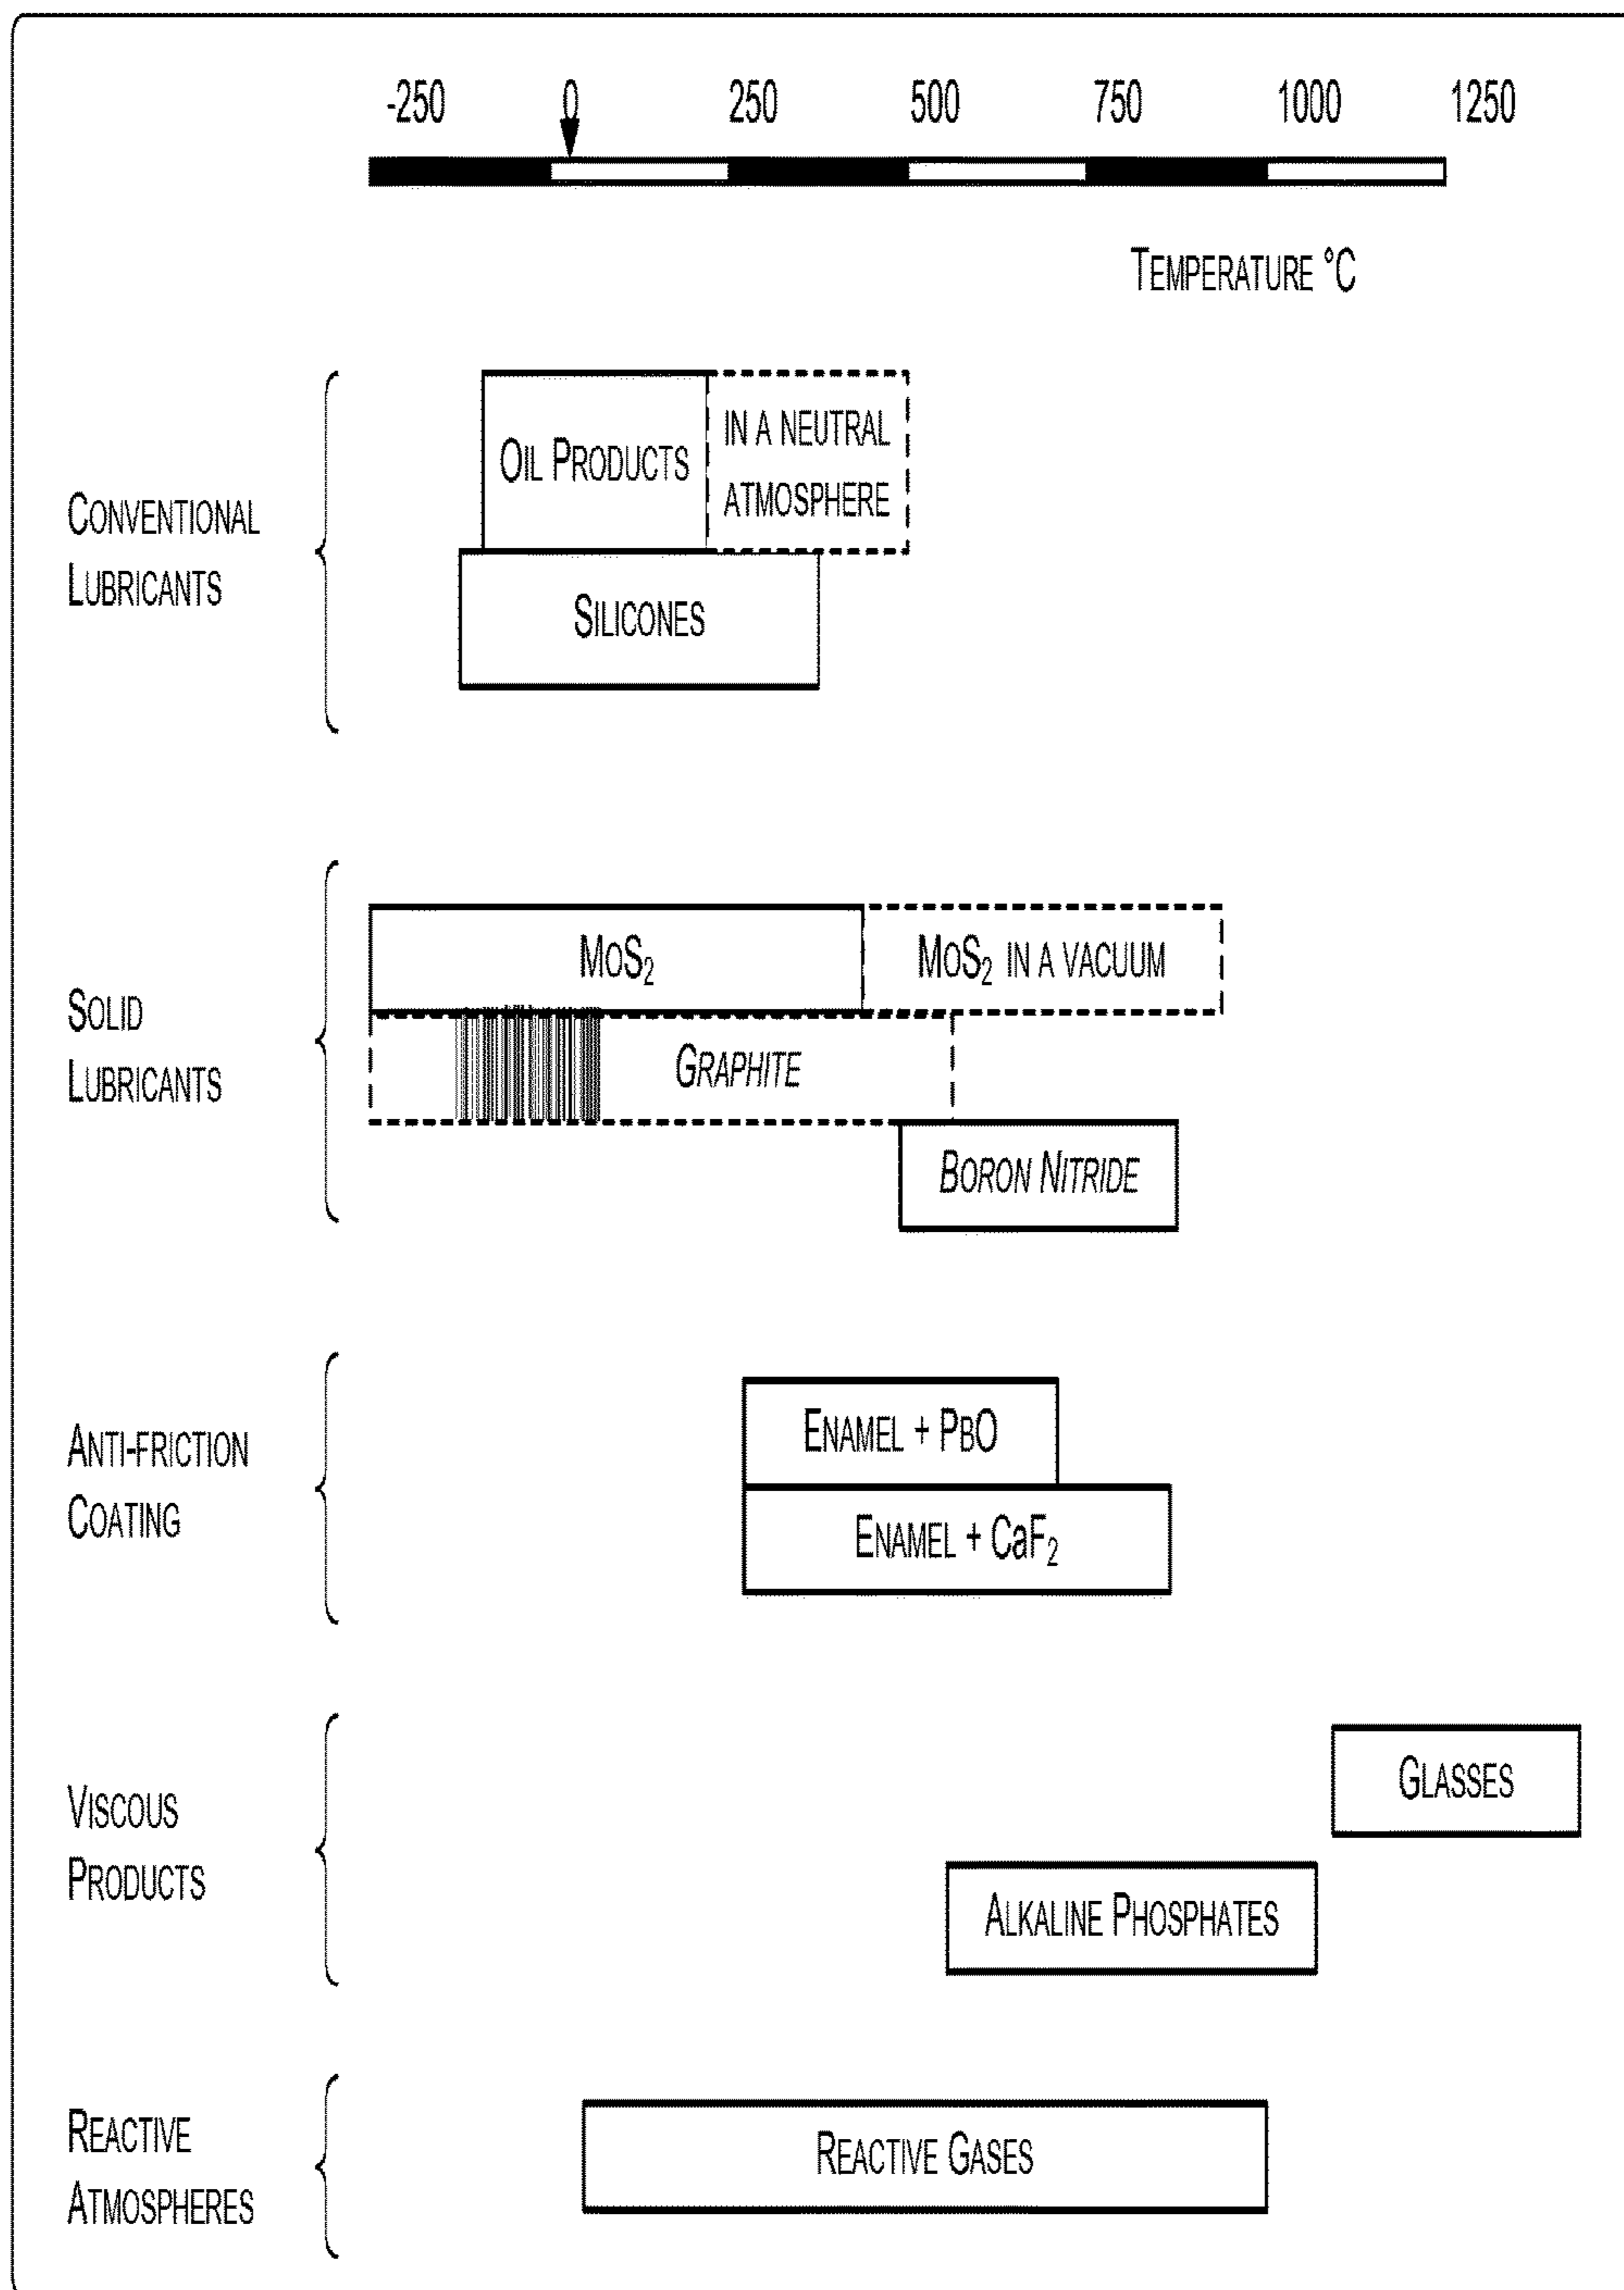 -250 0 250 500 750 1000 1250
TEMPERATURE °C
CONVENTIONAL
LUBRICANTS
OIL PRODUCTS
IN A NEUTRAL
ATMOSPHERE
SILICONES
SOLID
LUBRICANTS
MOS₂
MOS₂ IN A VACUUM
GRAPHITE
BORON NITRIDE
ANTI-FRICTION
COATING
ENAMEL + PBO
ENAMEL + CaF₂
VISCOUS
PRODUCTS
GLASSES
ALKALINE PHOSPHATES
REACTIVE
ATMOSPHERES
REACTIVE GASES